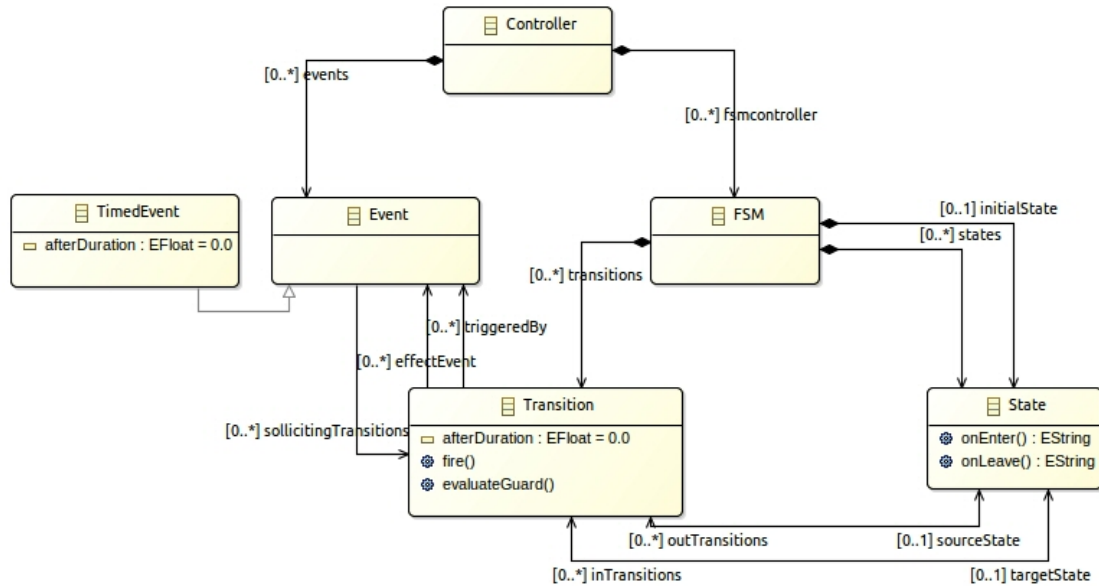 Controller
[0..*] events
[0..*] fsmcontroller
TimedEvent
afterDuration : EFloat = 0.0
Event
FSM
[0..1] initialState
[0..*] states
[0..*] transitions
[0..*] triggeredBy
[0..*] effectEvent
[0..*] sollicitingTransitions
Transition
afterDuration : EFloat = 0.0
fire()
evaluateGuard()
State
onEnter() : EString
onLeave() : EString
[0..*] outTransitions
[0..1] sourceState
[0..*] inTransitions
[0..1] targetState